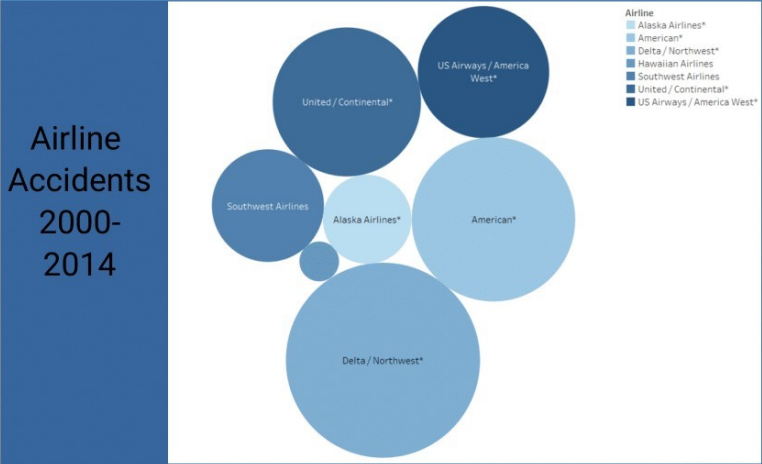 Airline
Accidents
2000-
2014
US Airways / America
West*
United / Continental*
Southwest Airlines
Alaska Airlines*
American*
Delta / Northwest*
Airline
Alaska Airlines*
American*
Delta / Northwest*
Hawaiian Airlines
Southwest Airlines
United / Continental*
US Airways / America West*